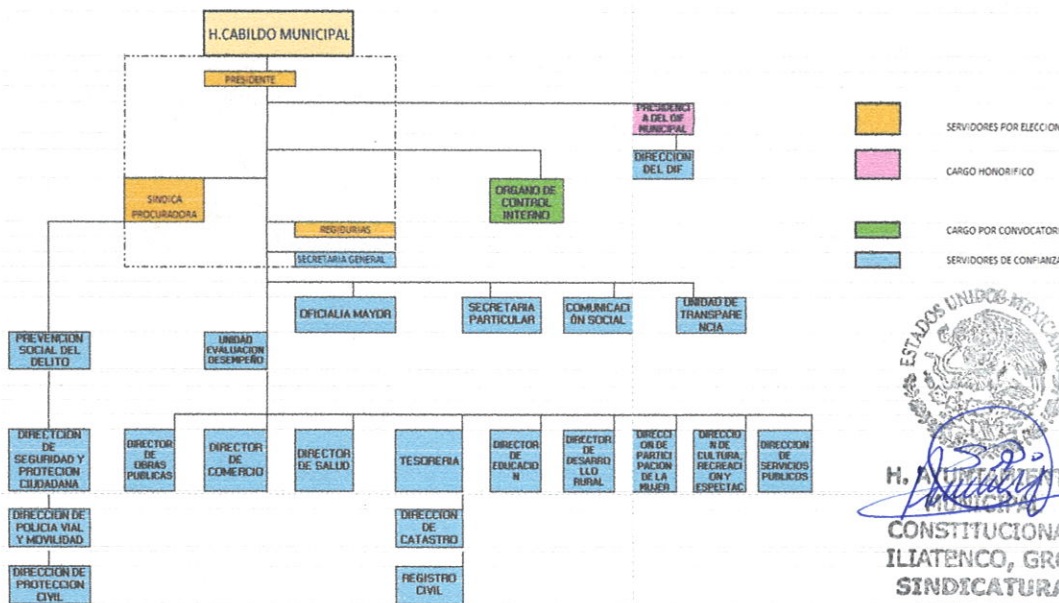 H.CABILDO MUNICIPAL
PRESIDENTE
PRESIDENCI
A DEL DIF
MUNICIPAL
DIRECCION
DEL DIF
SINDICA
PROCURADORA
ORGANO DE
CONTROL
INTERNO
REGIDURIAS
SECRETARIA GENERAL
SERVIDORES POR ELECCION
CARGO HONORIFICO
CARGO POR CONVOCATORI
SERVIDORES DE CONFIANZA
OFICIALIA MAYOR
SECRETARIA
PARTICULAR
COMUNICACI
ÓN SOCIAL
UNIDAD DE
TRANSPARE
NCIA
PREVENCION
SOCIAL DEL
DELITO
UNIDAD
EVALUACION
DESEMPEÑO
DIRETCCIÓN
DE
SEGURIDAD Y
PROTECION
CIUDADANA
DIRECTOR
DE
OBRAS
PUBLICAS
DIRECTOR
DE COMERCIO
DIRECTOR
DE SALUD
TESORERIA
DIRECTOR
DE
EDUCACIO
N
DIRECTOR
DE
DESARRO
LLO
RURAL
DIRECCI
ON DE
PARTICI
PACION
DE LA
MUJER
DIRECCIO
N DE
CULTURA,
RECREACI
ON Y
ESPECTAC
DIRECCION
DE
SERVICIOS
PUBLICOS
DIRECCION DE
POLICIA VIAL
Y MOVILIDAD
DIRECCION DE
PROTECCION
CIVIL
DIRECCION
DE
CATASTRO
REGISTRO
CIVIL
ESTADOS UNIDOS MEXICAN
H. AYUNTAMIENT
MUNICIPAL
CONSTITUCIONA
ILIATENCO, GRO
SINDICATURA